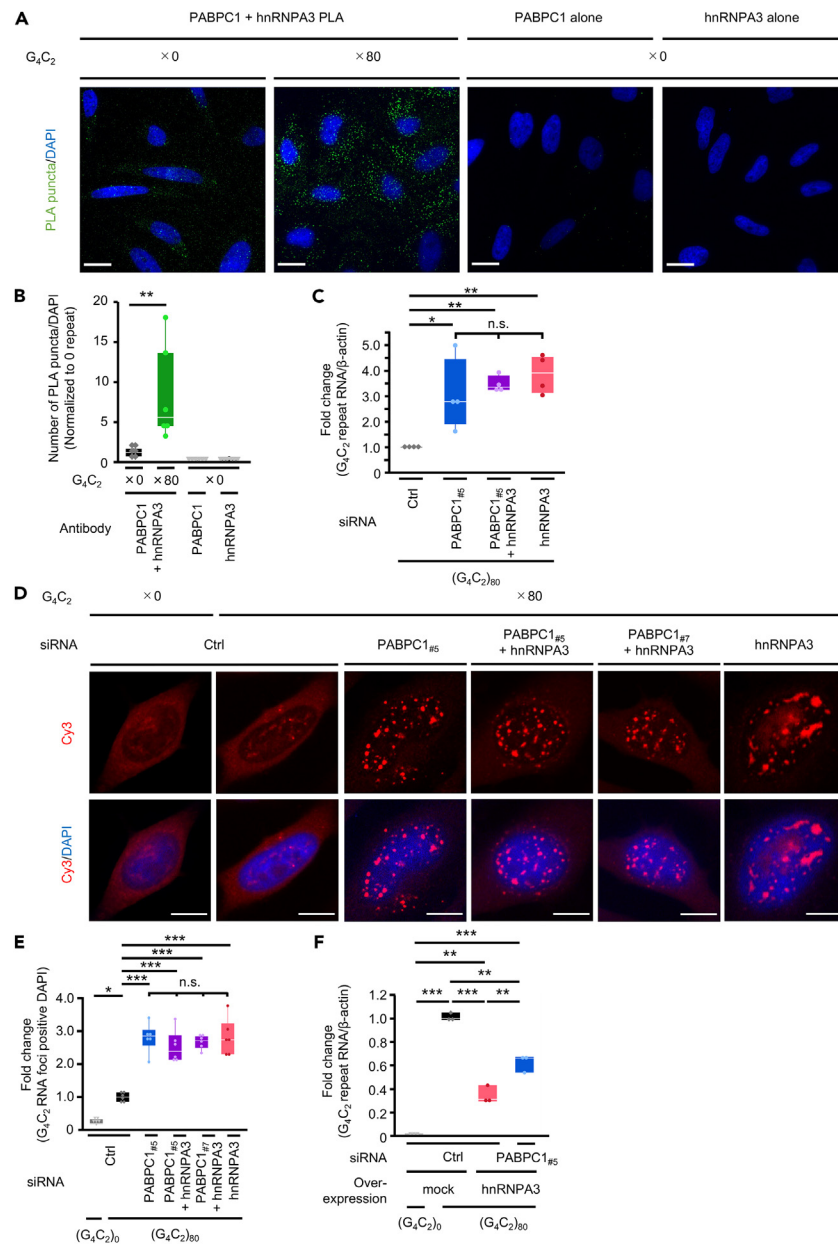 A
PABPC1 + hnRNPA3 PLA
PABPC1 alone
hnRNPA3 alone
G₄C₂
×0
×80
×0
PLA puncta/DAPI
B
Number of PLA puncta/DAPI
(Normalized to 0 repeat)
20
15
10
5
0
**
G₄C₂
×0
×80
×0
Antibody
PABPC1
+ hnRNPA3
PABPC1
hnRNPA3
C
Fold change
(G₄C₂ repeat RNA/β-actin)
5.0
4.0
3.0
2.0
1.0
0.0
**
**
*
n.s.
siRNA
Ctrl
PABPC1#5
PABPC1#5
+ hnRNPA3
hnRNPA3
(G₄C₂)₈₀
D
G₄C₂
×0
×80
siRNA
Ctrl
PABPC1#5
PABPC1#5
+ hnRNPA3
PABPC1#7
+ hnRNPA3
hnRNPA3
Cy3
Cy3/DAPI
E
Fold change
(G₄C₂ RNA foci positive DAPI)
4.0
3.0
2.0
1.0
0.0
***
***
***
***
*
n.s.
siRNA
Ctrl
PABPC1#5
PABPC1#5
+ hnRNPA3
PABPC1#7
+ hnRNPA3
hnRNPA3
(G₄C₂)₀
(G₄C₂)₈₀
F
Fold change
(G₄C₂ repeat RNA/β-actin)
1.2
1.0
0.8
0.6
0.4
0.2
0
***
**
**
***
***
**
siRNA
Ctrl
PABPC1#5
Over-
expression
mock
hnRNPA3
(G₄C₂)₀
(G₄C₂)₈₀